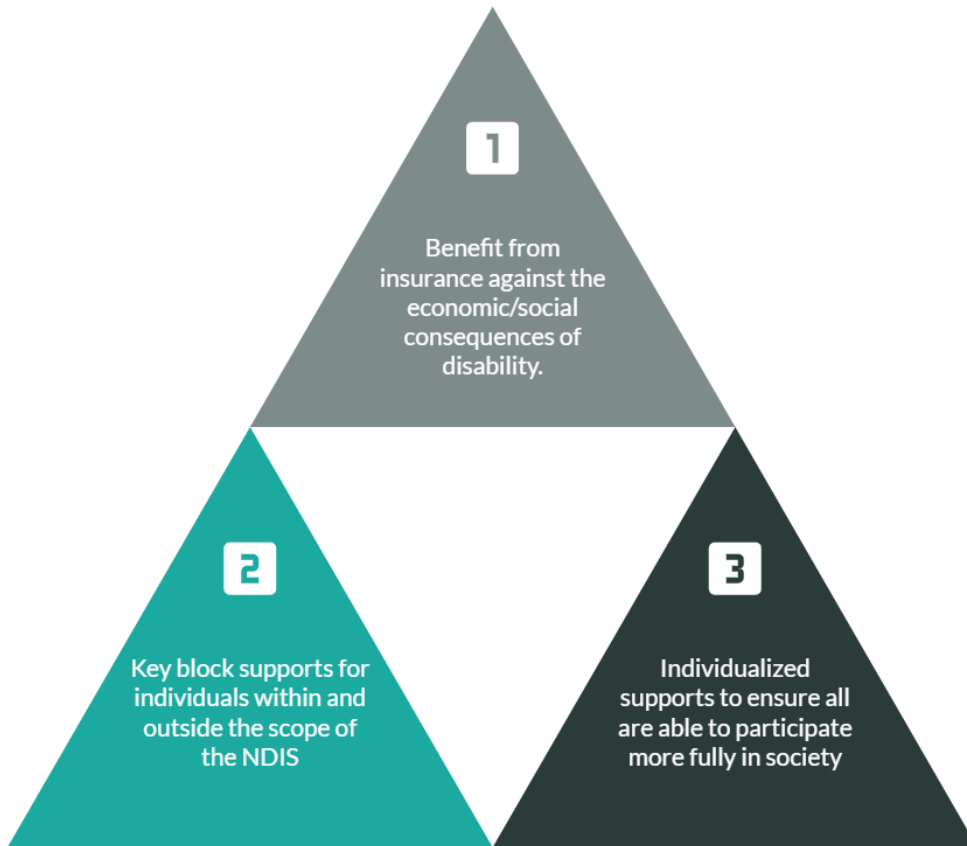 1
Benefit from
insurance against the
economic/social
consequences of
disability.
2
Key block supports for
individuals within and
outside the scope of
the NDIS
3
Individualized
supports to ensure all
are able to participate
more fully in society